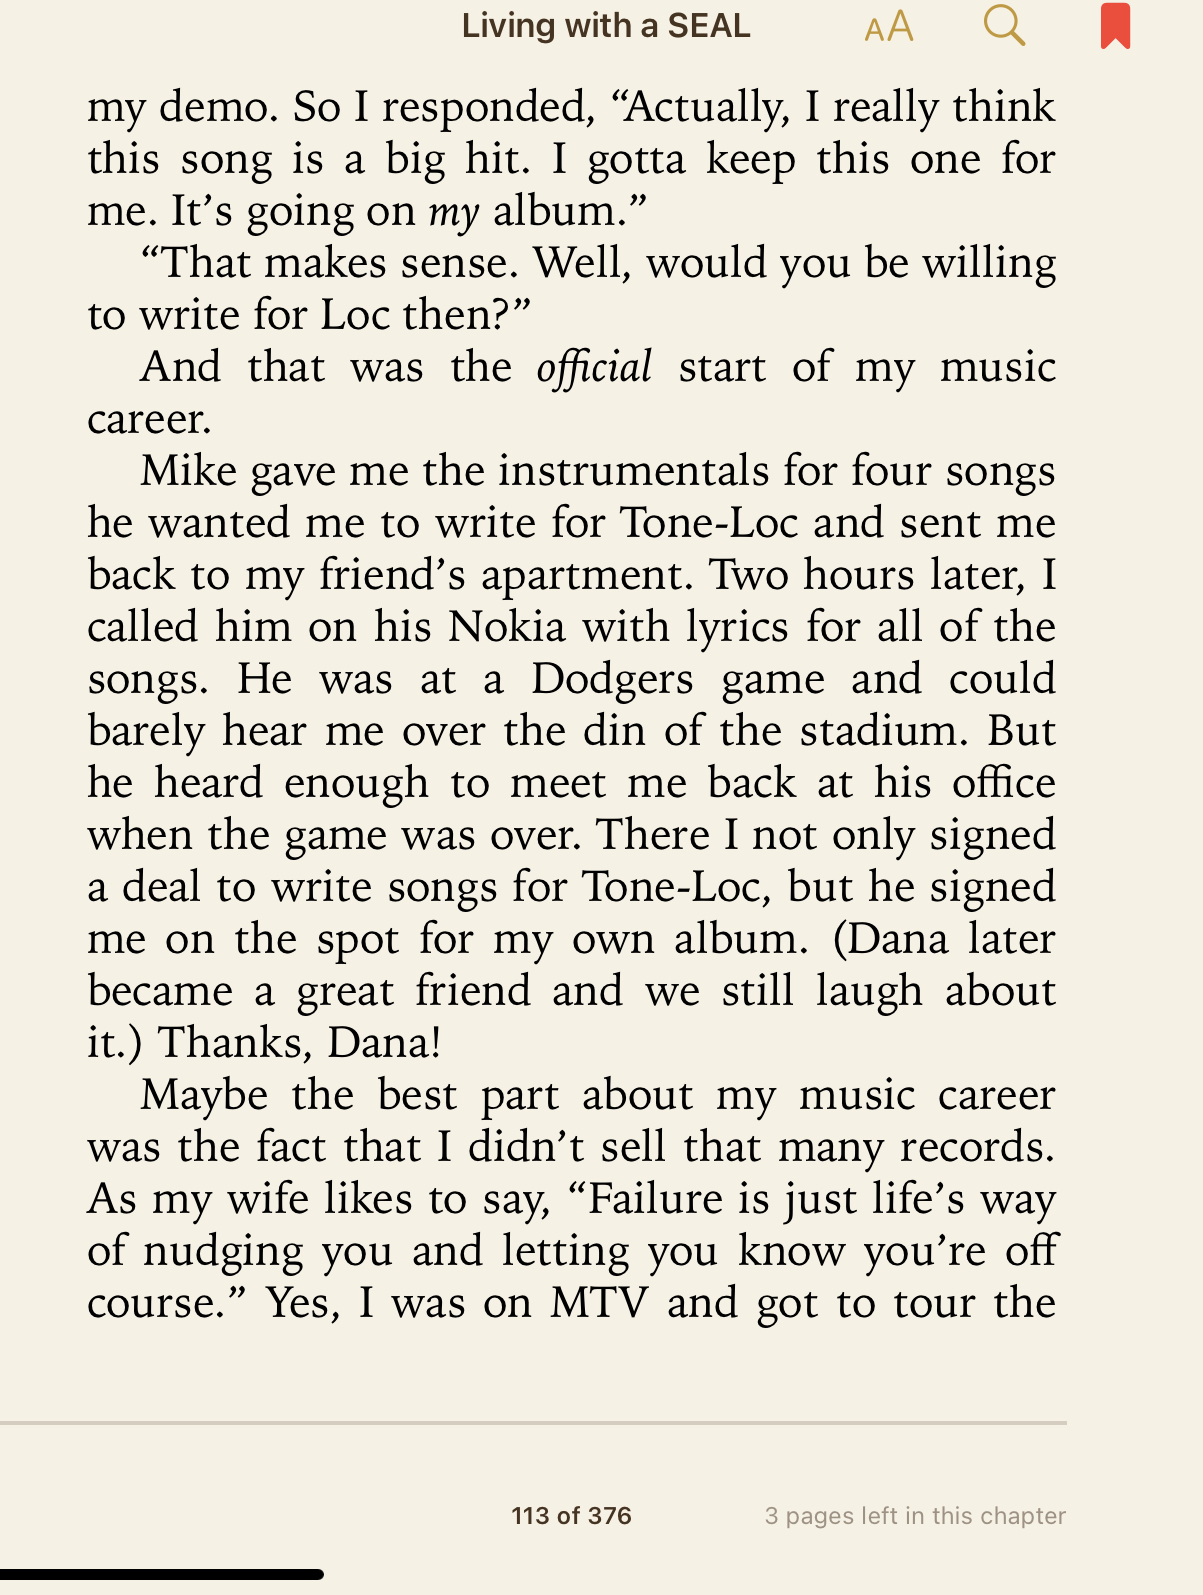 Living with a SEAL
AA
my demo. So I responded, “Actually, I really think
this song is a big hit. I gotta keep this one for
me. It’s going on my album.”
“That makes sense. Well, would you be willing
to write for Loc then?”
And that was the official start of my music
career.
Mike gave me the instrumentals for four songs
he wanted me to write for Tone-Loc and sent me
back to my friend’s apartment. Two hours later, I
called him on his Nokia with lyrics for all of the
songs. He was at a Dodgers game and could
barely hear me over the din of the stadium. But
he heard enough to meet me back at his office
when the game was over. There I not only signed
a deal to write songs for Tone-Loc, but he signed
me on the spot for my own album. (Dana later
became a great friend and we still laugh about
it.) Thanks, Dana!
Maybe the best part about my music career
was the fact that I didn’t sell that many records.
As my wife likes to say, “Failure is just life’s way
of nudging you and letting you know you’re off
course.” Yes, I was on MTV and got to tour the
113 of 376
3 pages left in this chapter